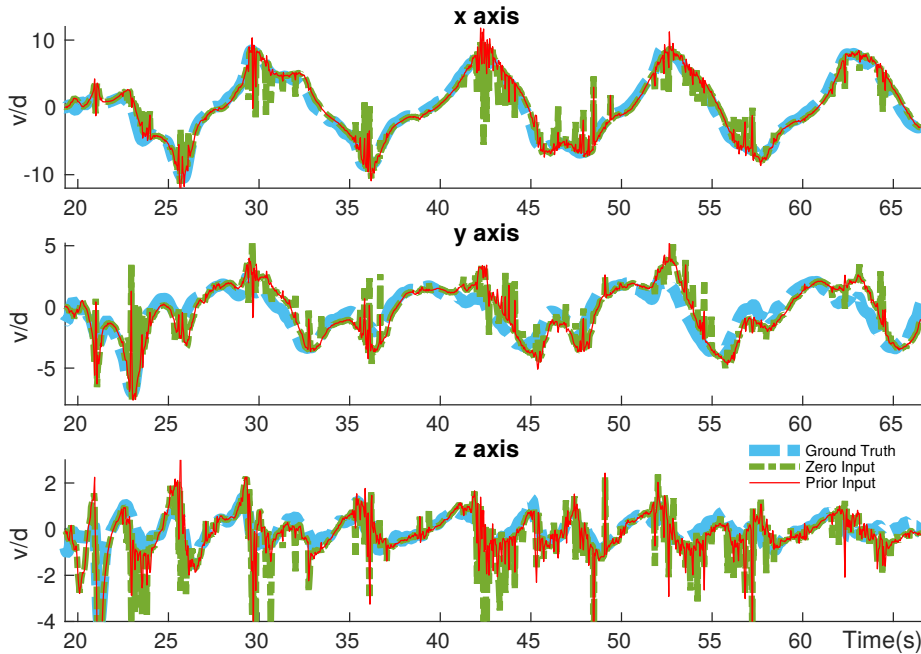 x axis
10
0
-10
v/d
20 25 30 35 40 45 50 55 60 65
y axis
5
0
-5
v/d
20 25 30 35 40 45 50 55 60 65
z axis
Ground Truth
Zero Input
Prior Input
2
0
-2
-4
v/d
20 25 30 35 40 45 50 55 60 65 Time(s)